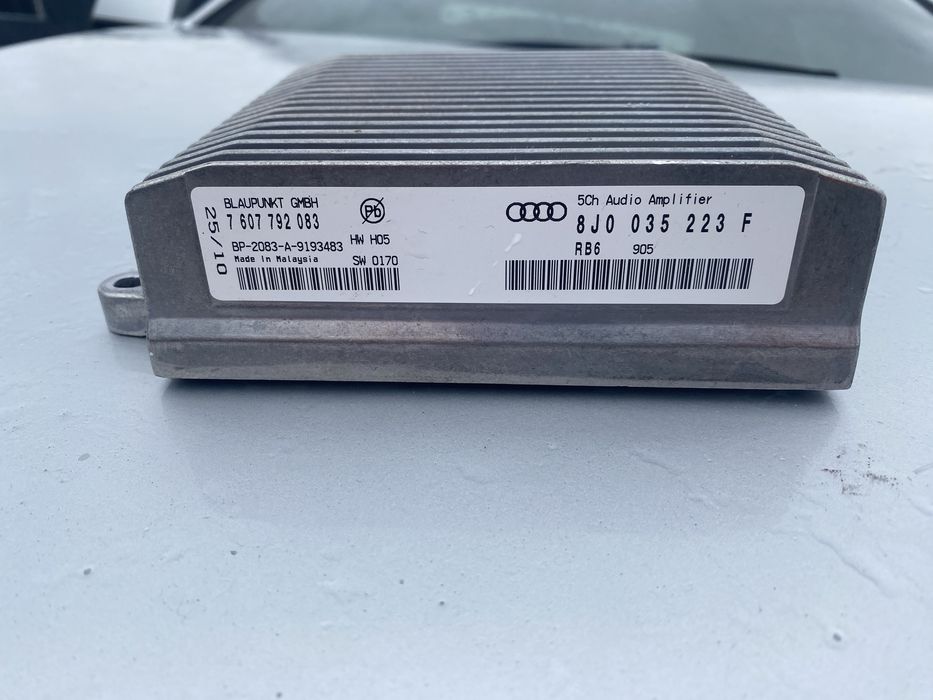 BLAUPUNKT GMBH
7 607 792 083
25/10
Pb
BP-2083-A-9193483 HW H05
Made In Malaysia SW 0170
5Ch Audio Amplifier
8J0 035 223 F
RB6 905